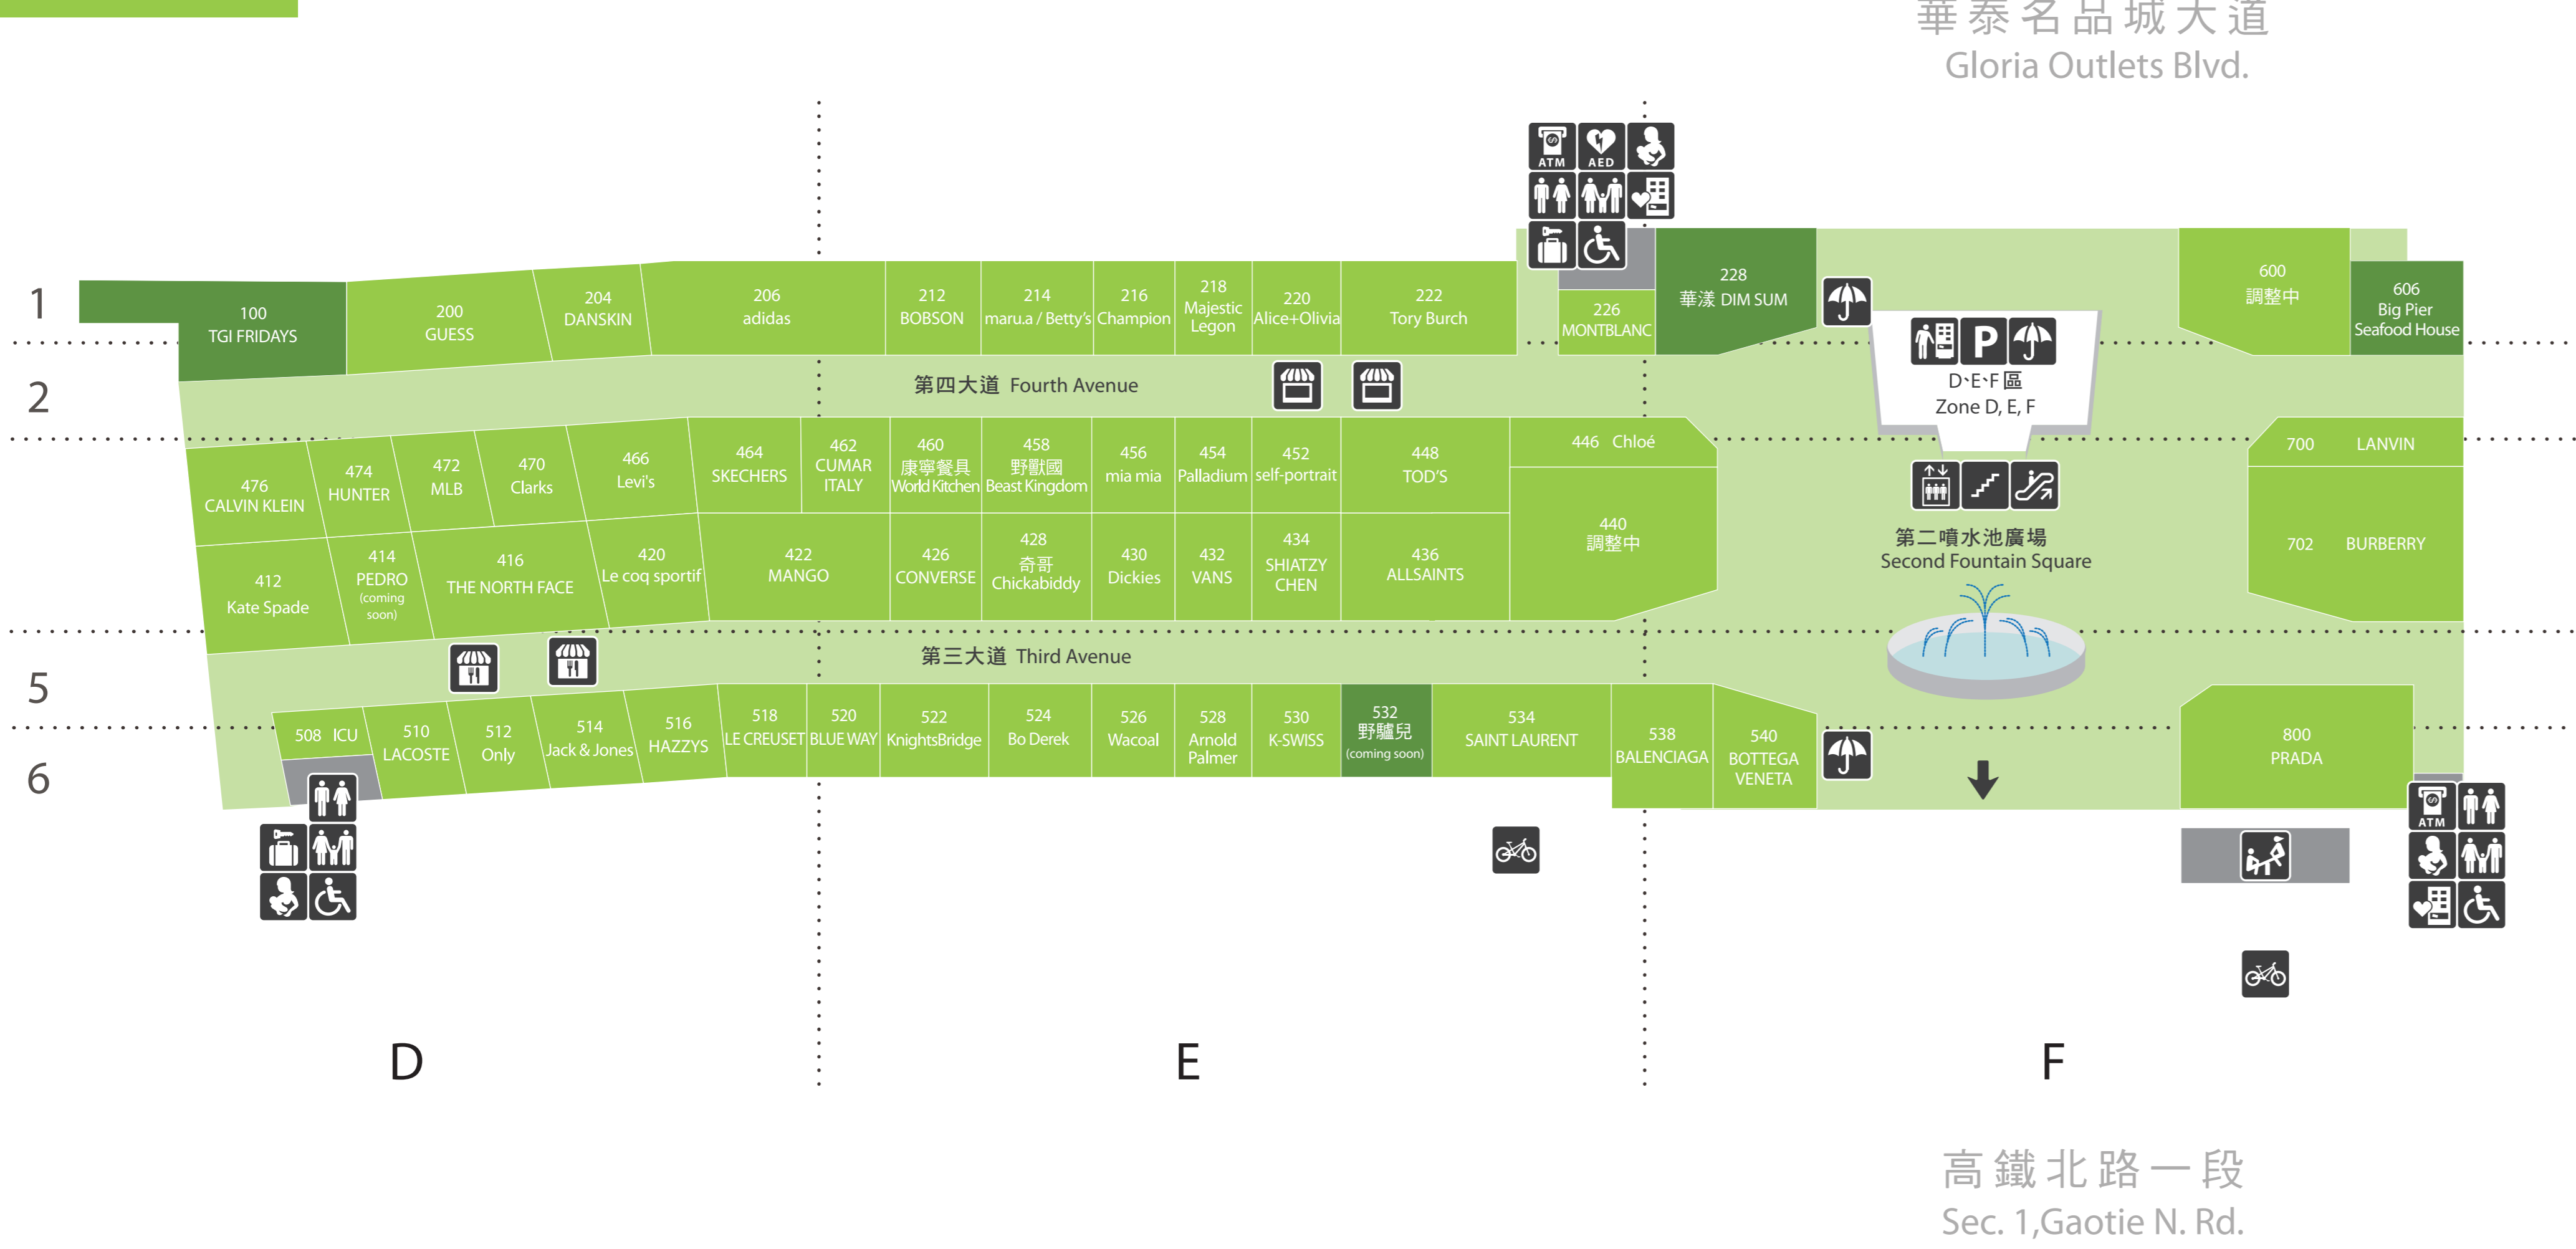 華泰名品城大道
Gloria Outlets Blvd.
ATM
AED
1
100
TGI FRIDAYS
200
GUESS
204
DANSKIN
206
adidas
212
BOBSON
214
maru.a / Betty's
216
Champion
218
Majestic
Legon
220
Alice+Olivia
222
Tory Burch
226
MONTBLANC
228
華漾 DIM SUM
600
調整中
606
Big Pier
Seafood House
P
D、E、F 區
Zone D, E, F
2
第四大道 Fourth Avenue
476
CALVIN KLEIN
474
HUNTER
472
MLB
470
Clarks
466
Levi's
464
SKECHERS
462
CUMAR
ITALY
460
康寧餐具
World Kitchen
458
野獸國
Beast Kingdom
456
mia mia
454
Palladium
452
self-portrait
448
TOD'S
446 Chloé
700 LANVIN
412
Kate Spade
414
PEDRO
(coming
soon)
416
THE NORTH FACE
420
Le coq sportif
422
MANGO
426
CONVERSE
428
奇哥
Chickabiddy
430
Dickies
432
VANS
434
SHIATZY
CHEN
436
ALLSAINTS
440
調整中
第二噴水池廣場
Second Fountain Square
702 BURBERRY
5
第三大道 Third Avenue
508 ICU
510
LACOSTE
512
Only
514
Jack & Jones
516
HAZZYS
518
LE CREUSET
520
BLUE WAY
522
KnightsBridge
524
Bo Derek
526
Wacoal
528
Arnold
Palmer
530
K-SWISS
532
野驢兒
(coming soon)
534
SAINT LAURENT
538
BALENCIAGA
540
BOTTEGA
VENETA
800
PRADA
6
ATM
D
E
F
高鐵北路一段
Sec. 1,Gaotie N. Rd.